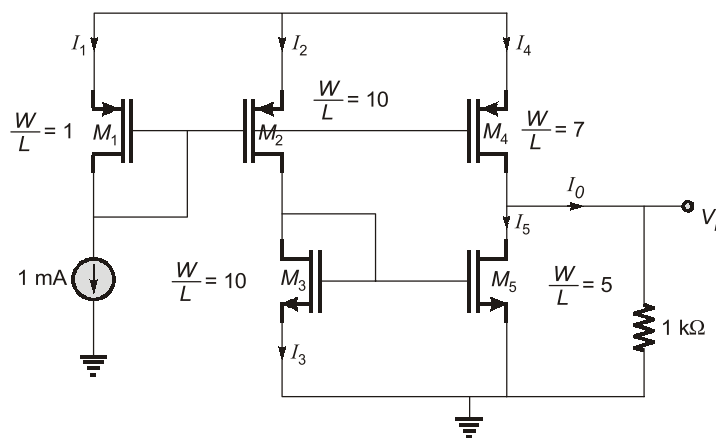 I₁
I₂
I₄
W/L = 1
M₁
M₂
W/L = 10
M₄
W/L = 7
I₀
I₅
1 mA
W/L = 10
M₃
M₅
W/L = 5
1 kΩ
I₃